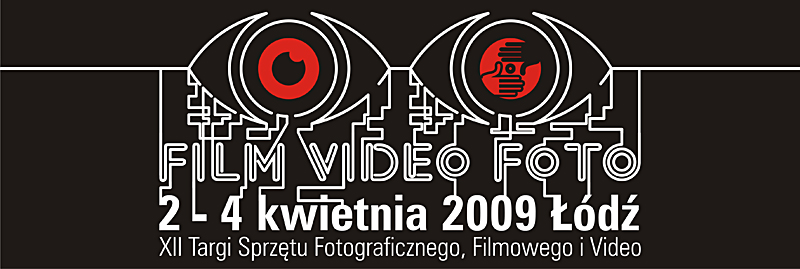 FILM VIDEO FOTO
2 - 4 kwietnia 2009 Łódź
XII Targi Sprzętu Fotograficznego, Filmowego i Video